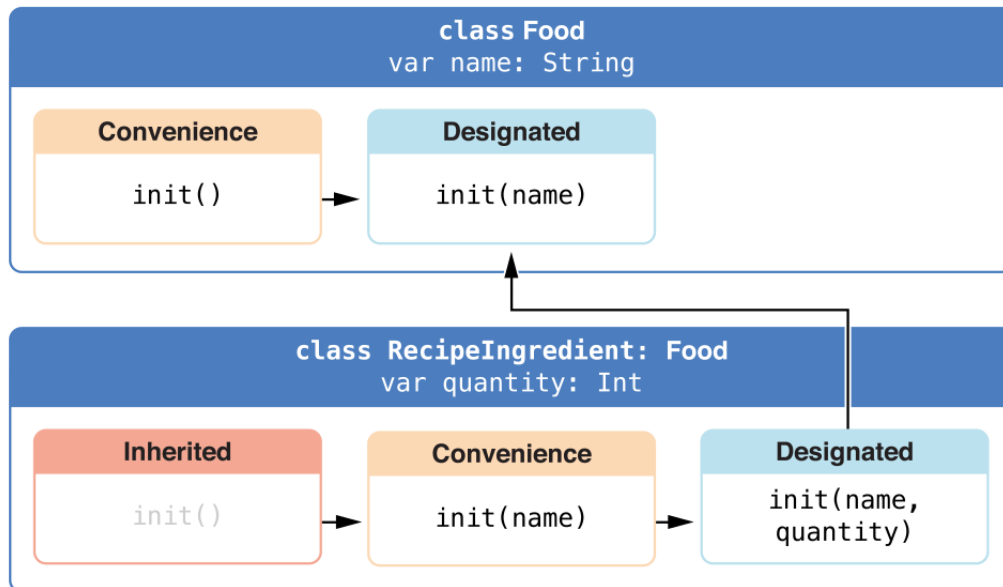 class Food
var name: String
Convenience
Designated
init()
init(name)
class RecipeIngredient: Food
var quantity: Int
Inherited
Convenience
Designated
init()
init(name)
init(name,
quantity)